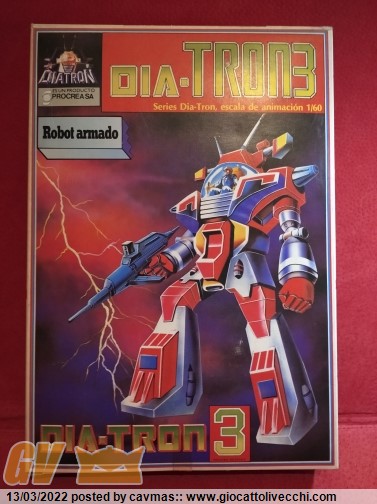 DIATRON
ES UN PRODUCTO
PROCREA SA
DIA-TRON3
Series Dia-Tron, escala de animación 1/60
Robot armado
DIA-TRON 3
GV
13/03/2022 posted by cavmas:: www.giocattolivecchi.com